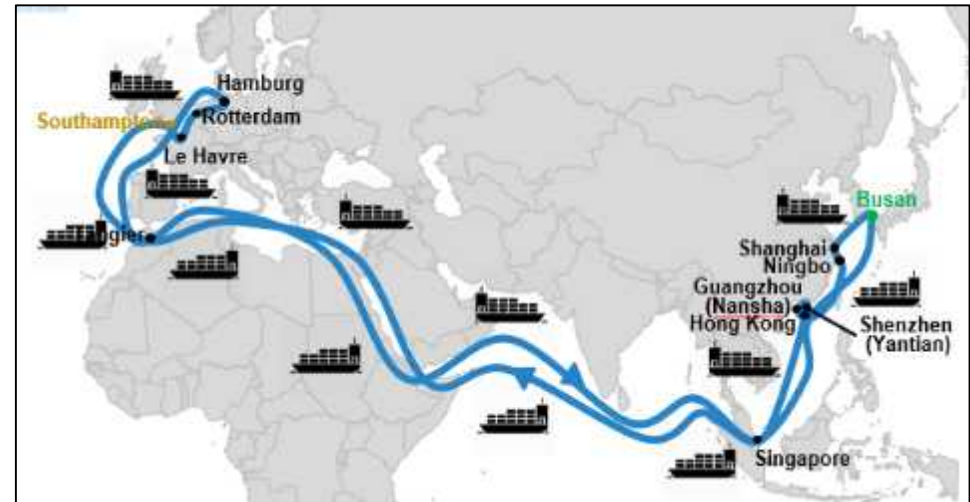 Hamburg
Rotterdam
Le Havre
Busan
Shanghai
Ningbo
Guangzhou
(Nansha)
Hong Kong
Shenzhen
(Yantian)
Singapore